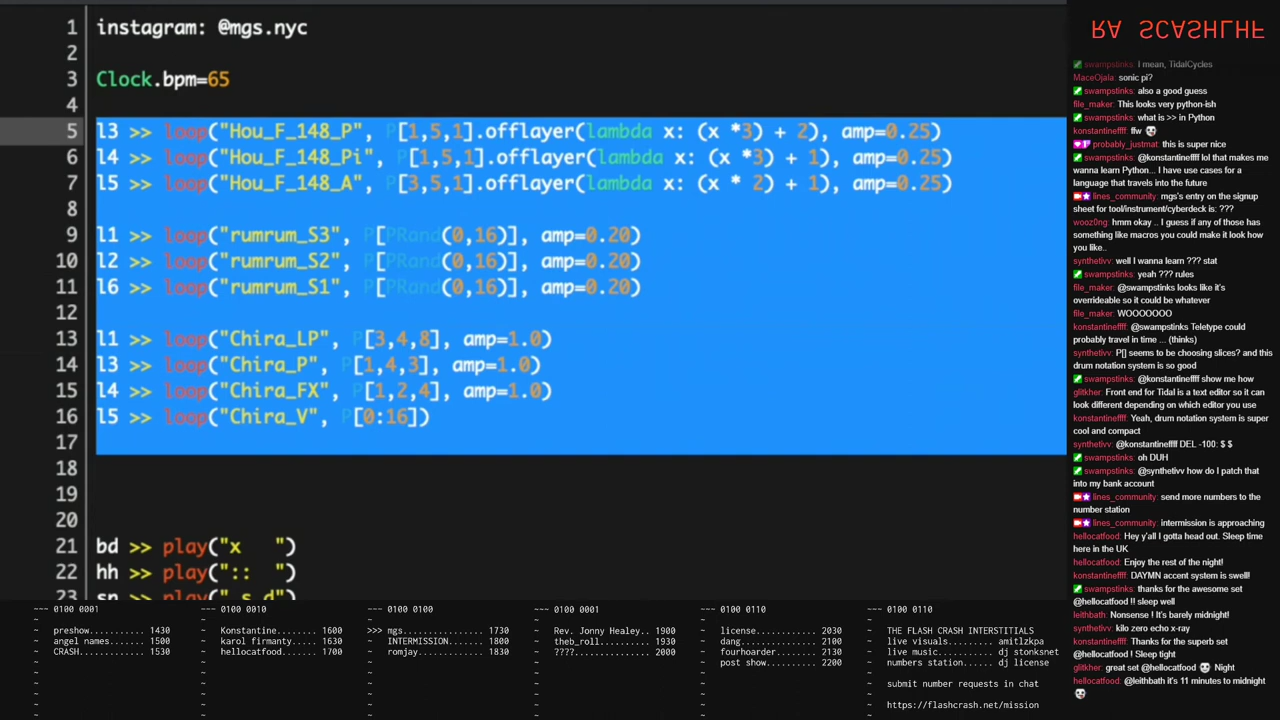 1 instagram: @mgs.nyc
2
3 Clock.bpm=65
4
5 l3 >> loop("Hou_F_148_P", P[1,5,1].offlayer(lambda x: (x *3) + 2), amp=0.25)
6 l4 >> loop("Hou_F_148_Pi", P[1,5,1].offlayer(lambda x: (x *3) + 1), amp=0.25)
7 l5 >> loop("Hou_F_148_A", P[3,5,1].offlayer(lambda x: (x * 2) + 1), amp=0.25)
8
9 l1 >> loop("rumrum_S3", P[PRand(0,16)], amp=0.20)
10 l2 >> loop("rumrum_S2", P[PRand(0,16)], amp=0.20)
11 l6 >> loop("rumrum_S1", P[PRand(0,16)], amp=0.20)
12
13 l1 >> loop("Chira_LP", P[3,4,8], amp=1.0)
14 l3 >> loop("Chira_P", P[1,4,3], amp=1.0)
15 l4 >> loop("Chira_FX", P[1,2,4], amp=1.0)
16 l5 >> loop("Chira_V", P[0:16])
17
18
19
20
21 bd >> play("x   ")
22 hh >> play("::  ")
23 sn >> play(" s d")
RA SCASHLHF
swampstinks: I mean, TidalCycles
MaceOjala: sonic pi?
swampstinks: also a good guess
file_maker: This looks very python-ish
swampstinks: what is >> in Python
konstantineffff: ffw
probably_justmat: this is super nice
swampstinks: @konstantineffff lol that makes me
wanna learn Python... I have use cases for a
language that travels into the future
lines_community: mgs's entry on the signup
sheet for tool/instrument/cyberdeck is: ???
wooz0ng: hmm okay .. I guess if any of those has
something like macros you could make it look how
you like..
synthetivv: well I wanna learn ??? stat
swampstinks: yeah ??? rules
file_maker: @swampstinks looks like it's
overrideable so it could be whatever
file_maker: WOOOOOOO
konstantineffff: @swampstinks Teletype could
probably travel in time ... (thinks)
synthetivv: P[] seems to be choosing slices? and this
drum notation system is so good
swampstinks: @konstantineffff show me how
glitkher: Front end for Tidal is a text editor so it can
look different depending on which editor you use
konstantineffff: Yeah, drum notation system is super
cool and compact
synthetivv: @konstantineffff DEL -100: $ $
swampstinks: oh DUH
swampstinks: @synthetivv how do I patch that
into my bank account
lines_community: send more numbers to the
number station
lines_community: intermission is approaching
hellocatfood: Hey y'all I gotta head out. Sleep time
here in the UK
hellocatfood: Enjoy the rest of the night!
konstantineffff: DAYMN accent system is swell!
swampstinks: thanks for the awesome set
@hellocatfood !! sleep well
leithbath: Nonsense ! It's barely midnight!
synthetivv: kilo zero echo x-ray
konstantineffff: Thanks for the superb set
@hellocatfood ! Sleep tight
glitkher: great set @hellocatfood Night
hellocatfood: @leithbath it's 11 minutes to midnight
~~~ 0100 0001
preshow.......... 1430
angel names...... 1500
CRASH............ 1530
~~~ 0100 0010
Konstantine...... 1600
karol firmanty... 1630
hellocatfood..... 1700
~~~ 0100 0100
>>> mgs.............. 1730
INTERMISSION..... 1800
romjay........... 1830
~~~ 0100 0001
Rev. Jonny Healey.. 1900
theb_roll........ 1930
????............. 2000
~~~ 0100 0110
license.......... 2030
dang............. 2100
fourhoarder...... 2130
post show........ 2200
~~~ 0100 0110
THE FLASH CRASH INTERSTITIALS
live visuals..... amitlzkpa
live music....... dj stonksnet
numbers station.. dj license
submit number requests in chat
https://flashcrash.net/mission